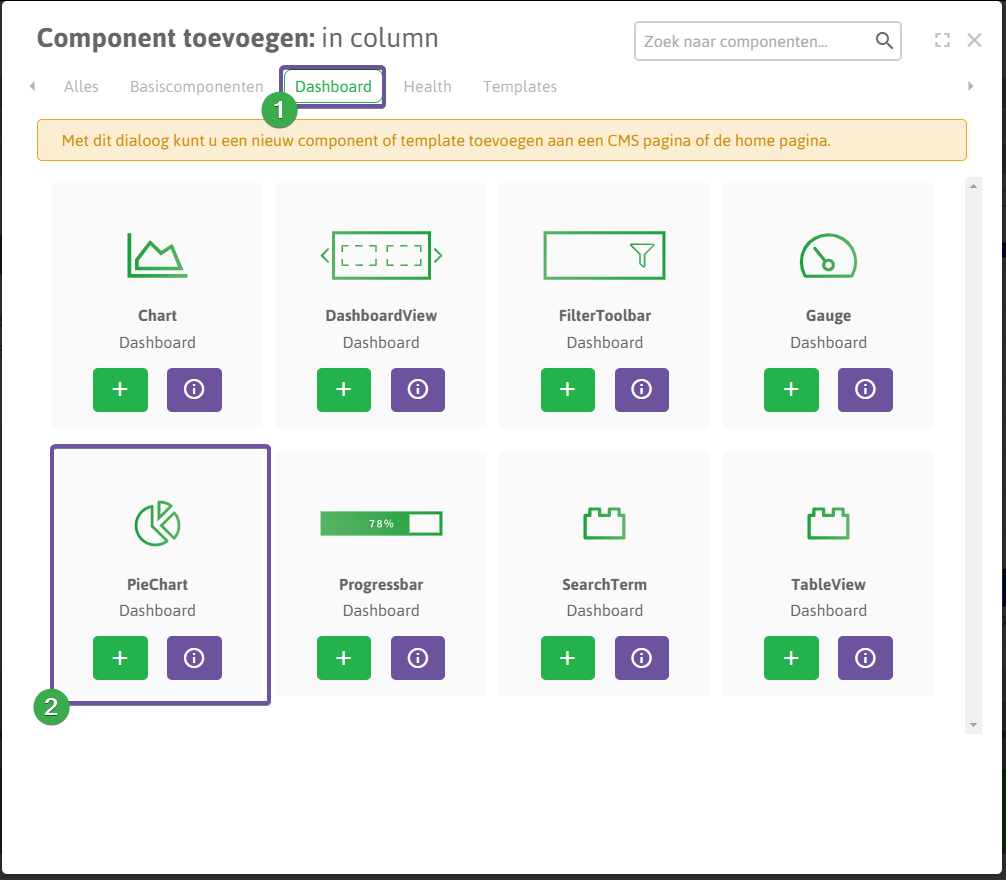 Component toevoegen: in column
Zoek naar componenten...
Alles Basiscomponenten Dashboard Health Templates
1
Met dit dialoog kunt u een nieuw component of template toevoegen aan een CMS pagina of de home pagina.
Chart DashboardView FilterToolbar Gauge
Dashboard Dashboard Dashboard Dashboard
78%
PieChart Progressbar SearchTerm TableView
Dashboard Dashboard Dashboard Dashboard
2